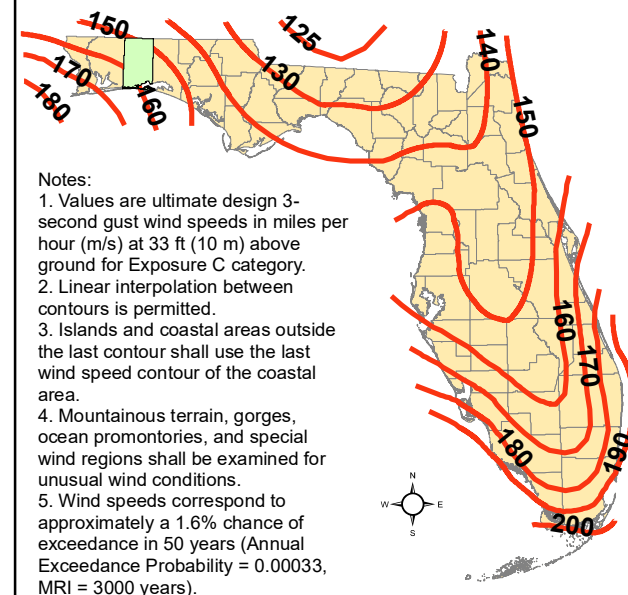 150
125
140
170
130
180
160
150
Notes:
1. Values are ultimate design 3-
second gust wind speeds in miles per
hour (m/s) at 33 ft (10 m) above
ground for Exposure C category.
2. Linear interpolation between
contours is permitted.
3. Islands and coastal areas outside
the last contour shall use the last
wind speed contour of the coastal
area.
4. Mountainous terrain, gorges,
ocean promontories, and special
wind regions shall be examined for
unusual wind conditions.
5. Wind speeds correspond to
approximately a 1.6% chance of
exceedance in 50 years (Annual
Exceedance Probability = 0.00033,
MRI = 3000 years).
160
170
180
190
200
N
W E
S